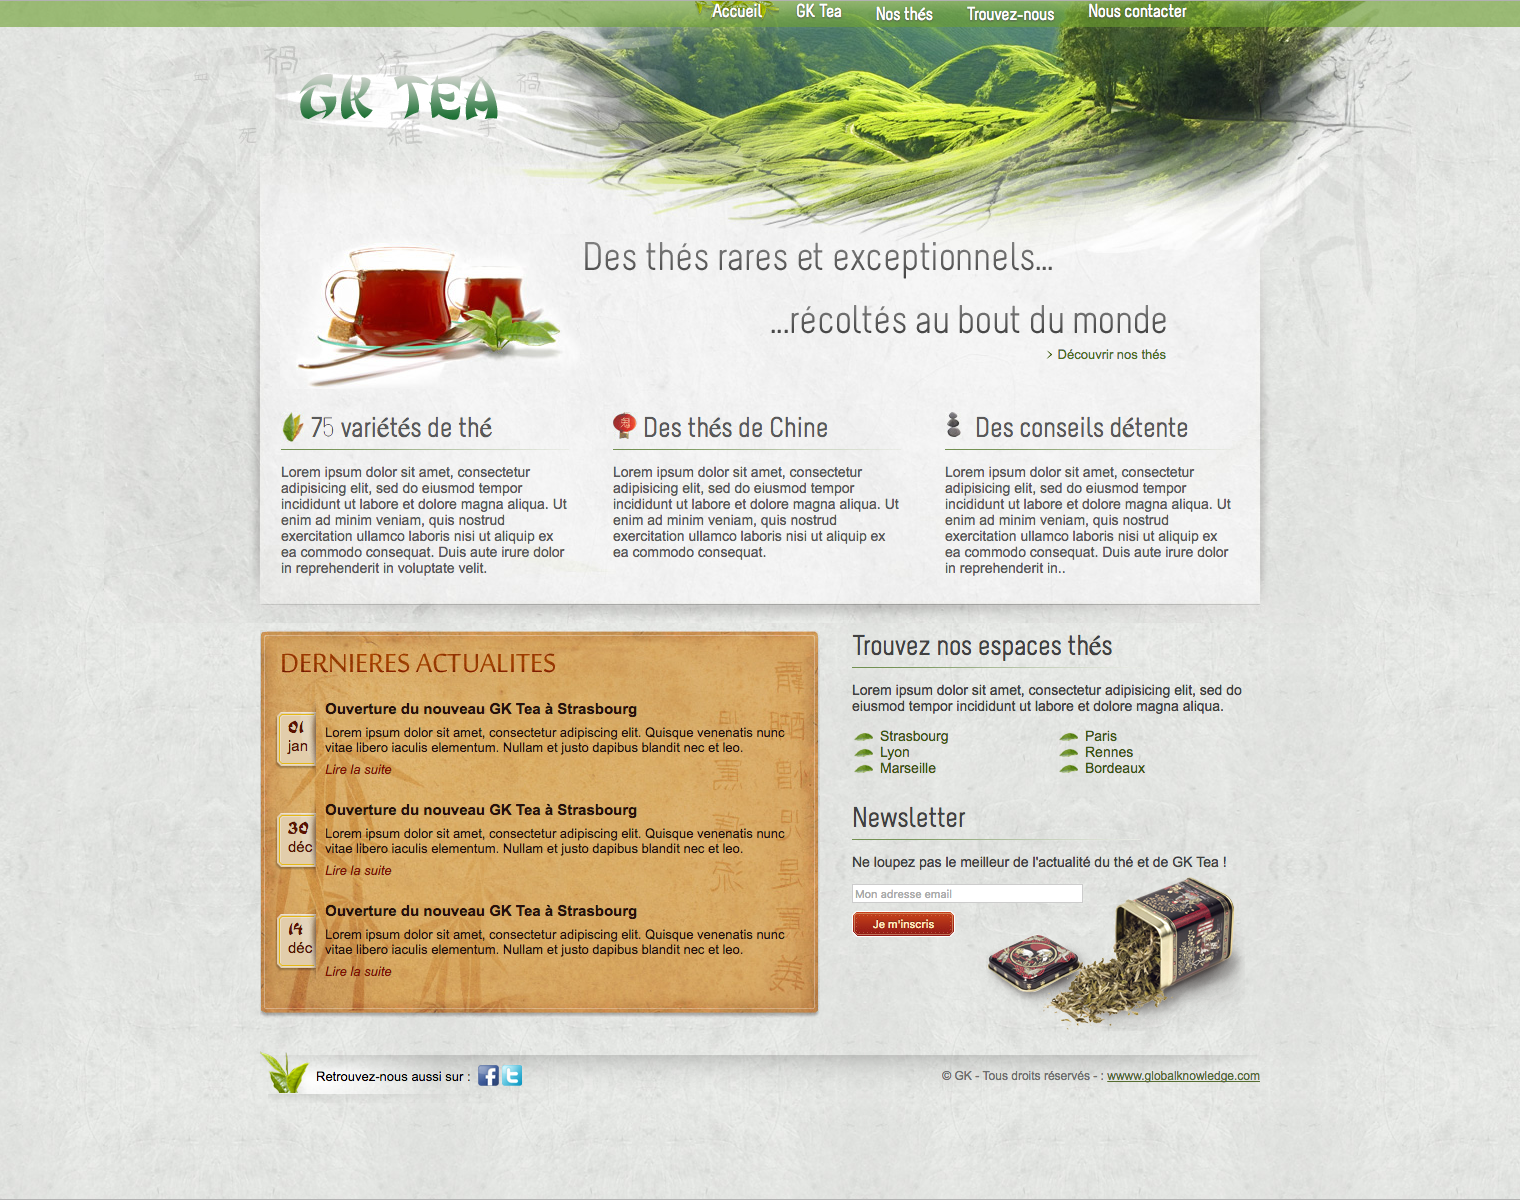 Accueil
GK Tea
Nos thés
Trouvez-nous
Nous contacter
GK TEA
Des thés rares et exceptionnels...
...récoltés au bout du monde
> Découvrir nos thés
75 variétés de thé
Lorem ipsum dolor sit amet, consectetur
adipisicing elit, sed do eiusmod tempor
incididunt ut labore et dolore magna aliqua. Ut
enim ad minim veniam, quis nostrud
exercitation ullamco laboris nisi ut aliquip ex
ea commodo consequat. Duis aute irure dolor
in reprehenderit in voluptate velit.
Des thés de Chine
Lorem ipsum dolor sit amet, consectetur
adipisicing elit, sed do eiusmod tempor
incididunt ut labore et dolore magna aliqua. Ut
enim ad minim veniam, quis nostrud
exercitation ullamco laboris nisi ut aliquip ex
ea commodo consequat.
Des conseils détente
Lorem ipsum dolor sit amet, consectetur
adipisicing elit, sed do eiusmod tempor
incididunt ut labore et dolore magna aliqua. Ut
enim ad minim veniam, quis nostrud
exercitation ullamco laboris nisi ut aliquip ex
ea commodo consequat. Duis aute irure dolor
in reprehenderit in..
DERNIERES ACTUALITES
01
jan
Ouverture du nouveau GK Tea à Strasbourg
Lorem ipsum dolor sit amet, consectetur adipiscing elit. Quisque venenatis nunc
vitae libero iaculis elementum. Nullam et justo dapibus blandit nec et leo.
Lire la suite
30
déc
Ouverture du nouveau GK Tea à Strasbourg
Lorem ipsum dolor sit amet, consectetur adipiscing elit. Quisque venenatis nunc
vitae libero iaculis elementum. Nullam et justo dapibus blandit nec et leo.
Lire la suite
14
déc
Ouverture du nouveau GK Tea à Strasbourg
Lorem ipsum dolor sit amet, consectetur adipiscing elit. Quisque venenatis nunc
vitae libero iaculis elementum. Nullam et justo dapibus blandit nec et leo.
Lire la suite
Trouvez nos espaces thés
Lorem ipsum dolor sit amet, consectetur adipisicing elit, sed do
eiusmod tempor incididunt ut labore et dolore magna aliqua.
Strasbourg
Lyon
Marseille
Paris
Rennes
Bordeaux
Newsletter
Ne loupez pas le meilleur de l'actualité du thé et de GK Tea !
Mon adresse email
Je m'inscris
Retrouvez-nous aussi sur :
© GK - Tous droits réservés - : wwww.globalknowledge.com